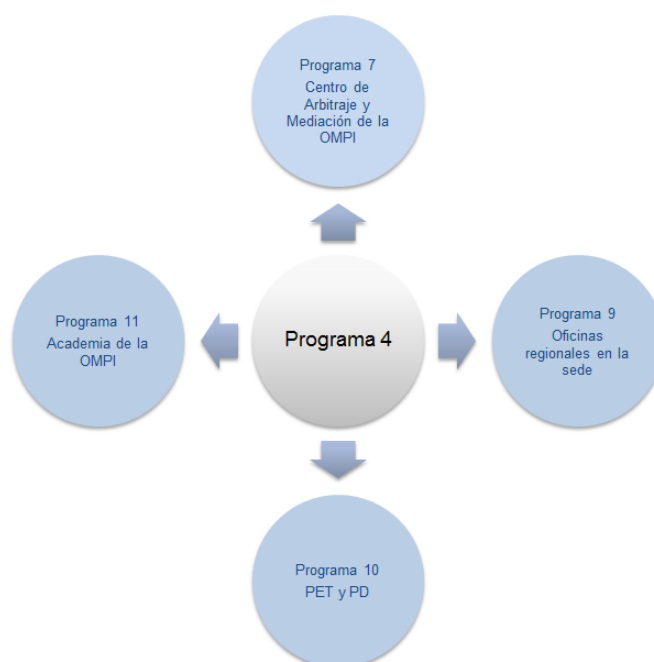 Programa 7
Centro de
Arbitraje y
Mediación de la
OMPI
Programa 11
Academia de la
OMPI
Programa 4
Programa 9
Oficinas
regionales en la
sede
Programa 10
PET y PD